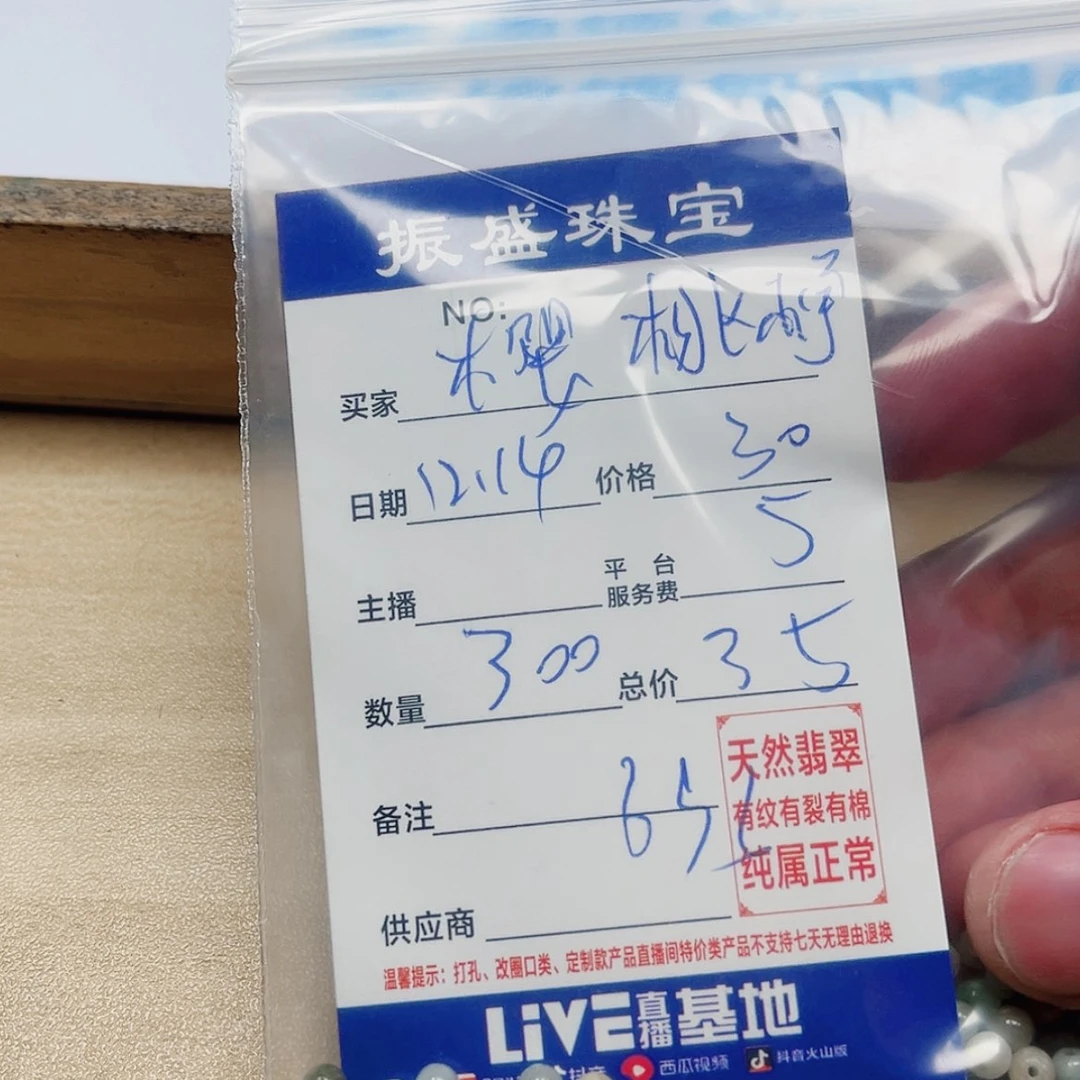 振盛珠宝
NO:
买家
日期 12.14 价格 30
主播 平台服务费 5
数量 300 总价 35
备注
天然翡翠
有纹有裂有棉
纯属正常
供应商
温馨提示：打孔、改圈口类、定制款产品直播间特价类产品不支持七天无理由退换
LiVE直播基地
抖音 西瓜视频 抖音火山版